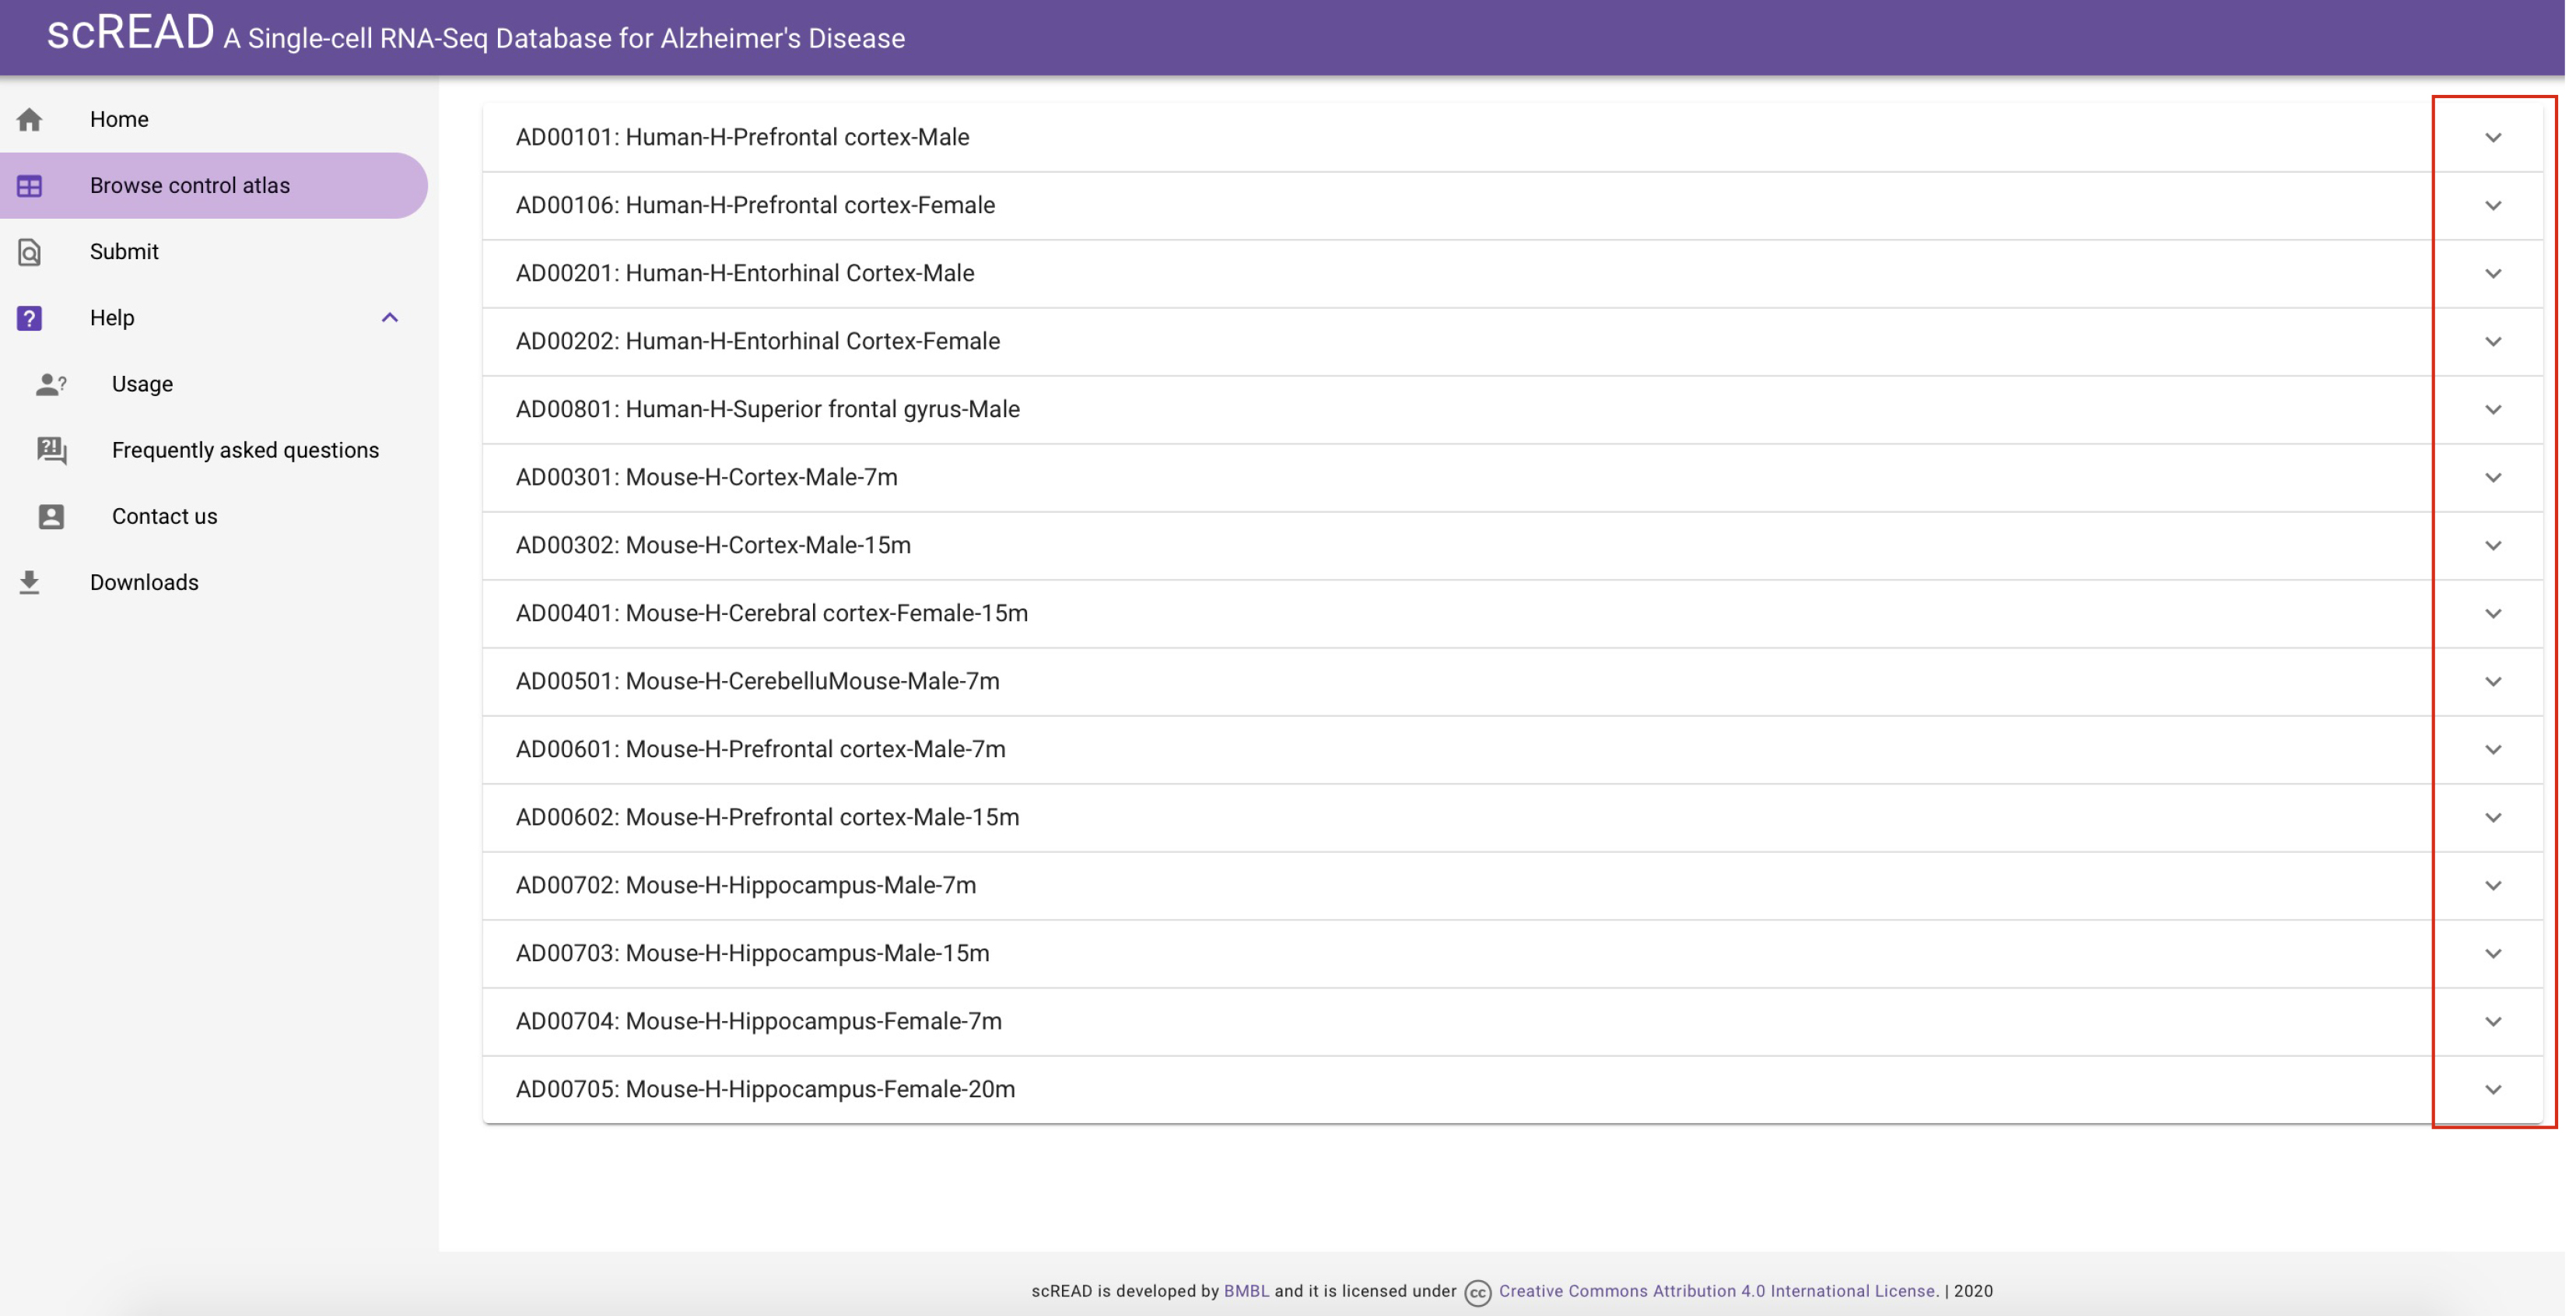 scREAD A Single-cell RNA-Seq Database for Alzheimer's Disease
Home
Browse control atlas
Submit
Help
Usage
Frequently asked questions
Contact us
Downloads
AD00101: Human-H-Prefrontal cortex-Male
AD00106: Human-H-Prefrontal cortex-Female
AD00201: Human-H-Entorhinal Cortex-Male
AD00202: Human-H-Entorhinal Cortex-Female
AD00801: Human-H-Superior frontal gyrus-Male
AD00301: Mouse-H-Cortex-Male-7m
AD00302: Mouse-H-Cortex-Male-15m
AD00401: Mouse-H-Cerebral cortex-Female-15m
AD00501: Mouse-H-CerebelluMouse-Male-7m
AD00601: Mouse-H-Prefrontal cortex-Male-7m
AD00602: Mouse-H-Prefrontal cortex-Male-15m
AD00702: Mouse-H-Hippocampus-Male-7m
AD00703: Mouse-H-Hippocampus-Male-15m
AD00704: Mouse-H-Hippocampus-Female-7m
AD00705: Mouse-H-Hippocampus-Female-20m
scREAD is developed by BMBL and it is licensed under cc Creative Commons Attribution 4.0 International License. | 2020